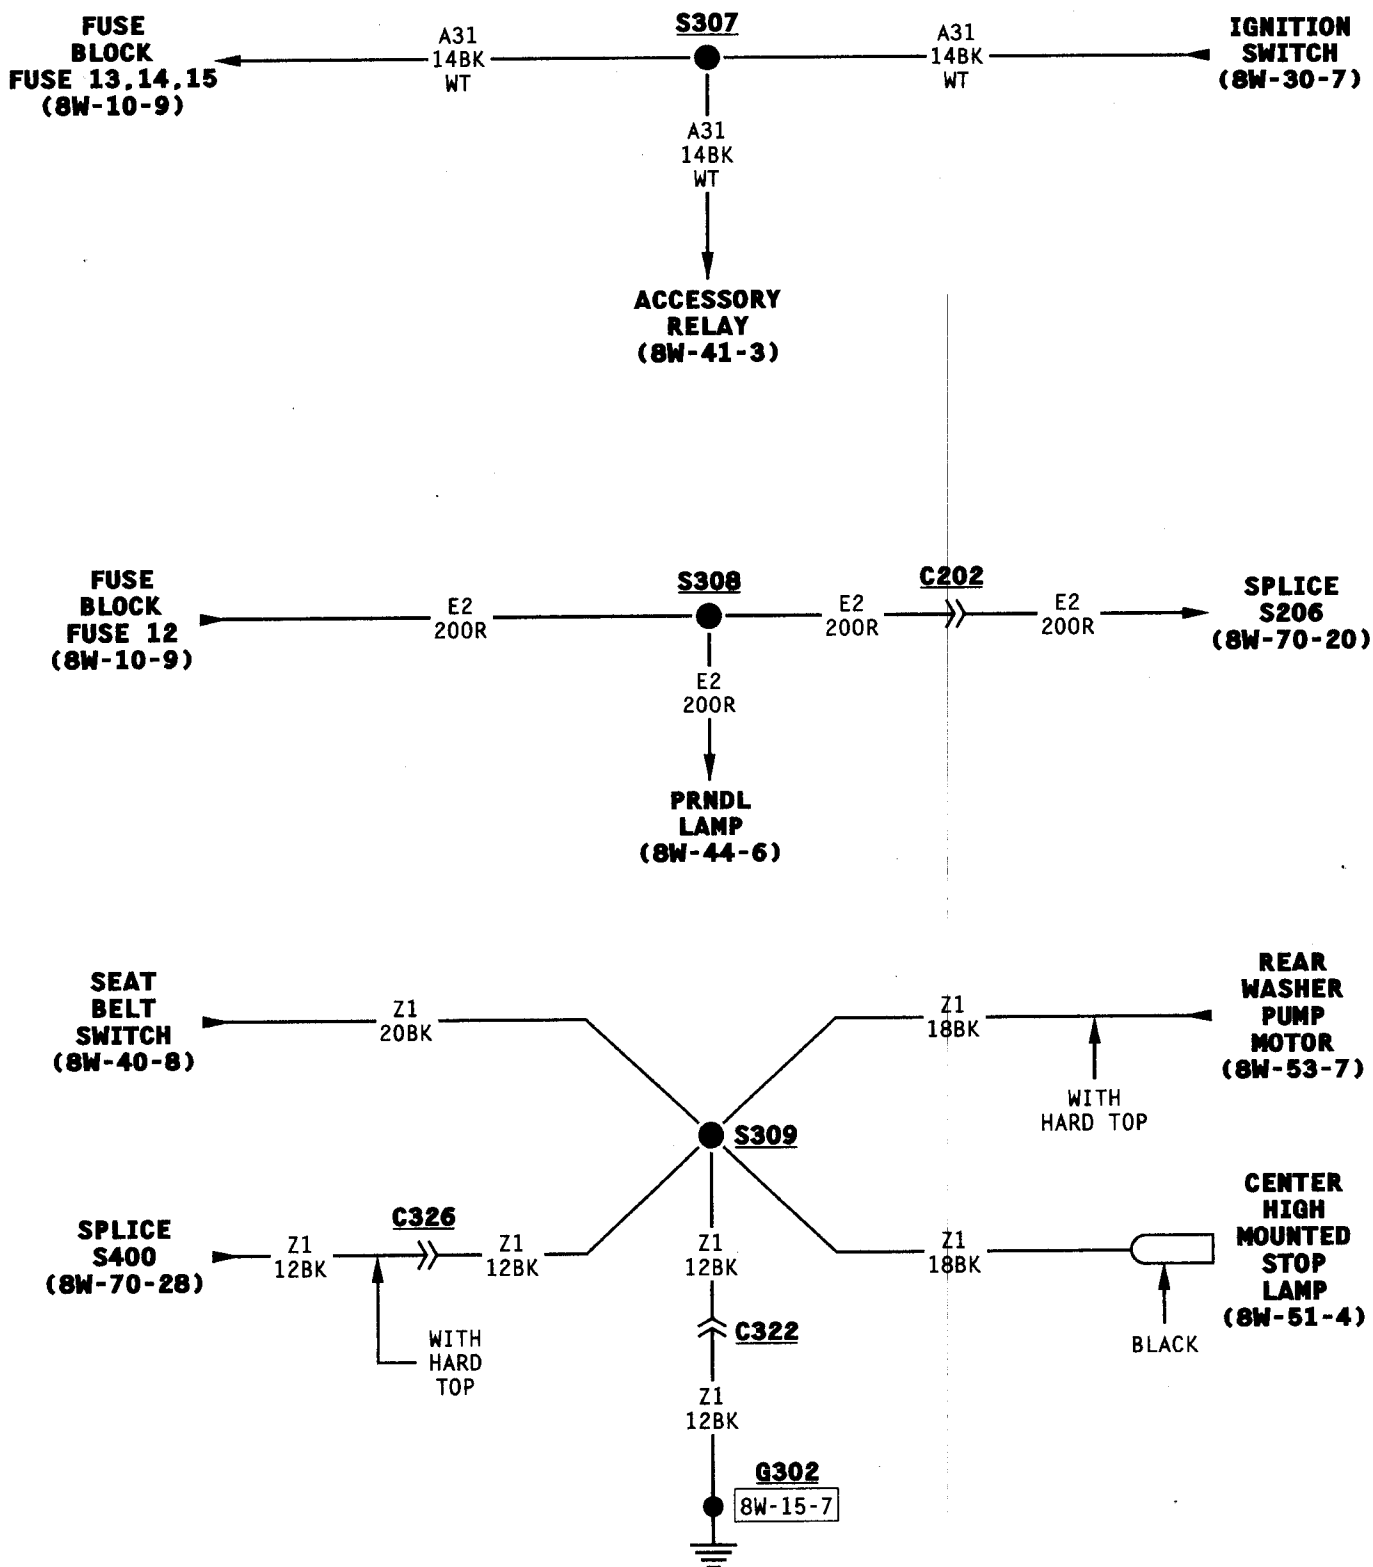 FUSE
BLOCK
FUSE 13,14,15
(8W-10-9)
A31
14BK
WT
S307
A31
14BK
WT
IGNITION
SWITCH
(8W-30-7)
A31
14BK
WT
ACCESSORY
RELAY
(8W-41-3)
FUSE
BLOCK
FUSE 12
(8W-10-9)
E2
20OR
S308
E2
20OR
C202
E2
20OR
SPLICE
S206
(8W-70-20)
E2
20OR
PRNDL
LAMP
(8W-44-6)
SEAT
BELT
SWITCH
(8W-40-8)
Z1
20BK
Z1
18BK
REAR
WASHER
PUMP
MOTOR
(8W-53-7)
WITH
HARD TOP
S309
SPLICE
S400
(8W-70-28)
Z1
12BK
C326
Z1
12BK
WITH
HARD
TOP
Z1
12BK
Z1
18BK
CENTER
HIGH
MOUNTED
STOP
LAMP
(8W-51-4)
BLACK
C322
Z1
12BK
G302
8W-15-7